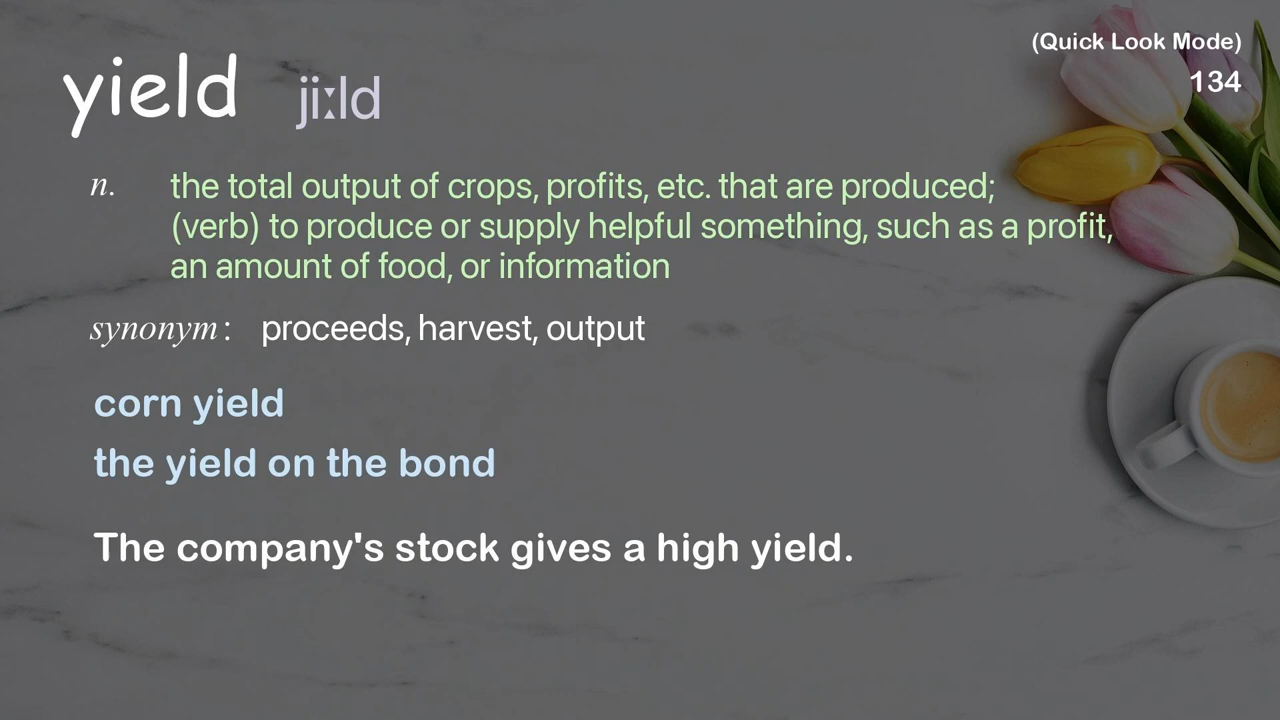 (Quick Look Mode)
134
yield ji:ld
n. the total output of crops, profits, etc. that are produced;
(verb) to produce or supply helpful something, such as a profit,
an amount of food, or information
synonym: proceeds, harvest, output
corn yield
the yield on the bond
The company's stock gives a high yield.